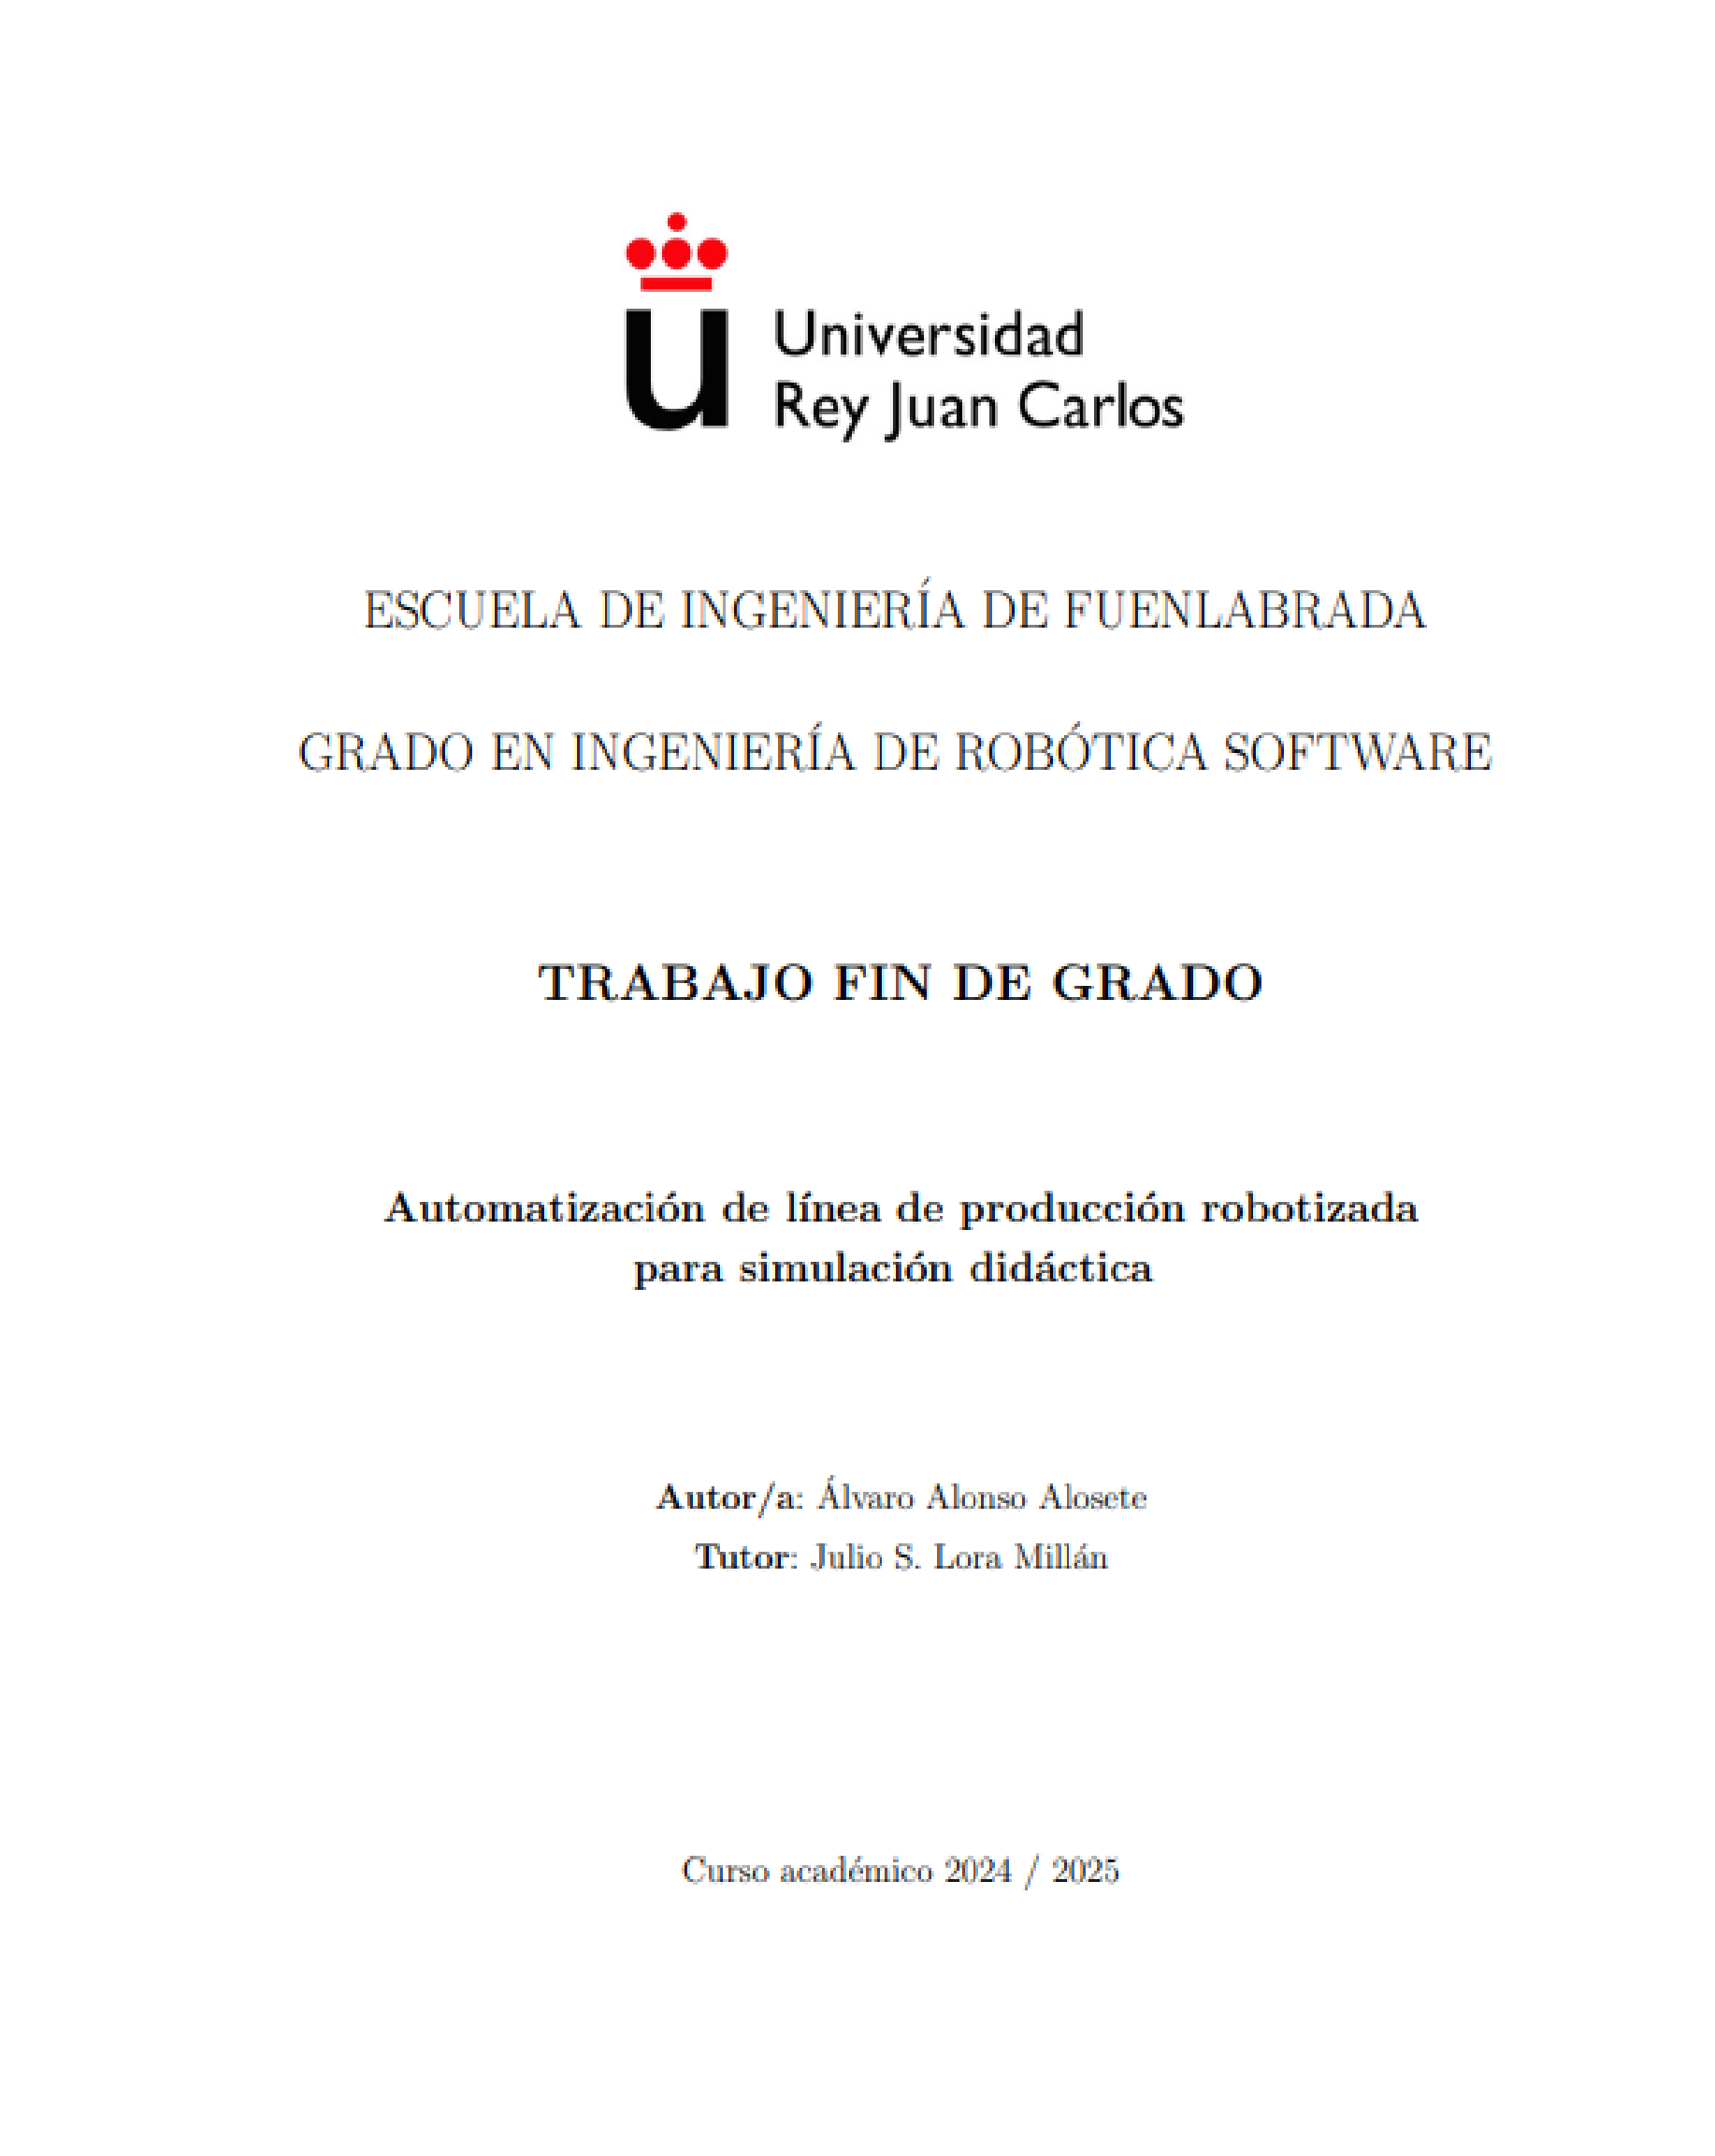 Universidad
Rey Juan Carlos
ESCUELA DE INGENIERÍA DE FUENLABRADA
GRADO EN INGENIERÍA DE ROBÓTICA SOFTWARE
TRABAJO FIN DE GRADO
Automatización de línea de producción robotizada
para simulación didáctica
Autor/a: Álvaro Alonso Alosete
Tutor: Julio S. Lora Millán
Curso académico 2024 / 2025